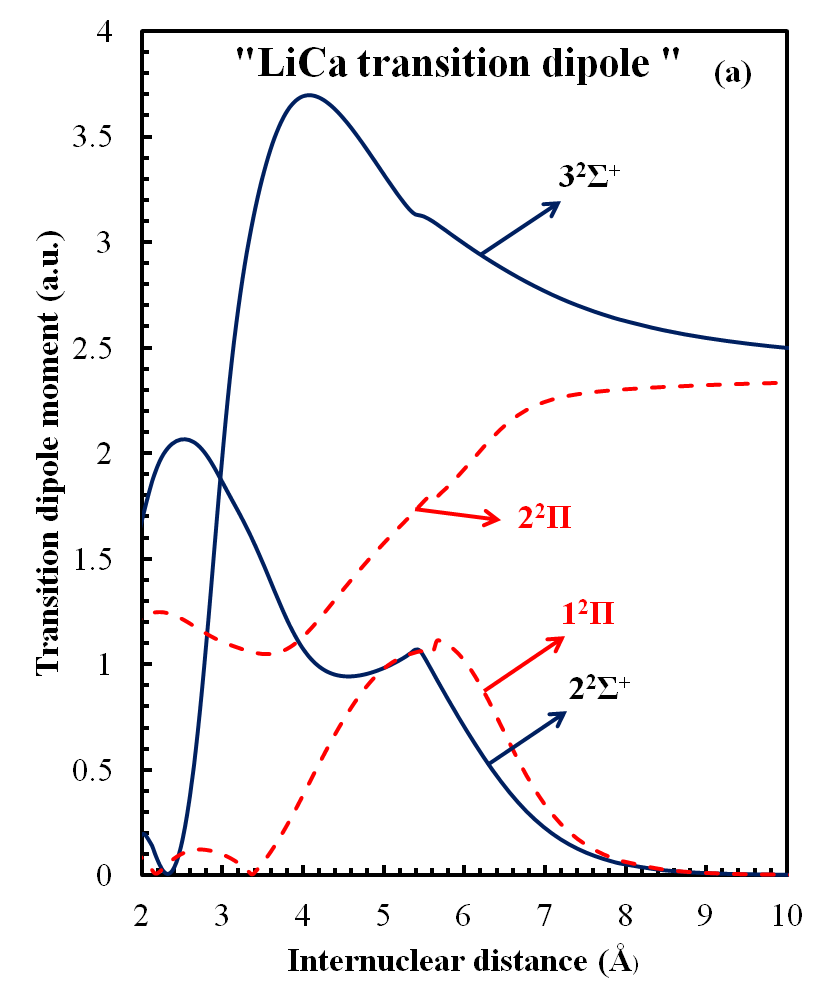 "LiCa transition dipole "
(a)
4
3.5
3
2.5
2
1.5
1
0.5
0
Transition dipole moment (a.u.)
3²Σ⁺
2²Π
1²Π
2²Σ⁺
2 3 4 5 6 7 8 9 10
Internuclear distance (Å)